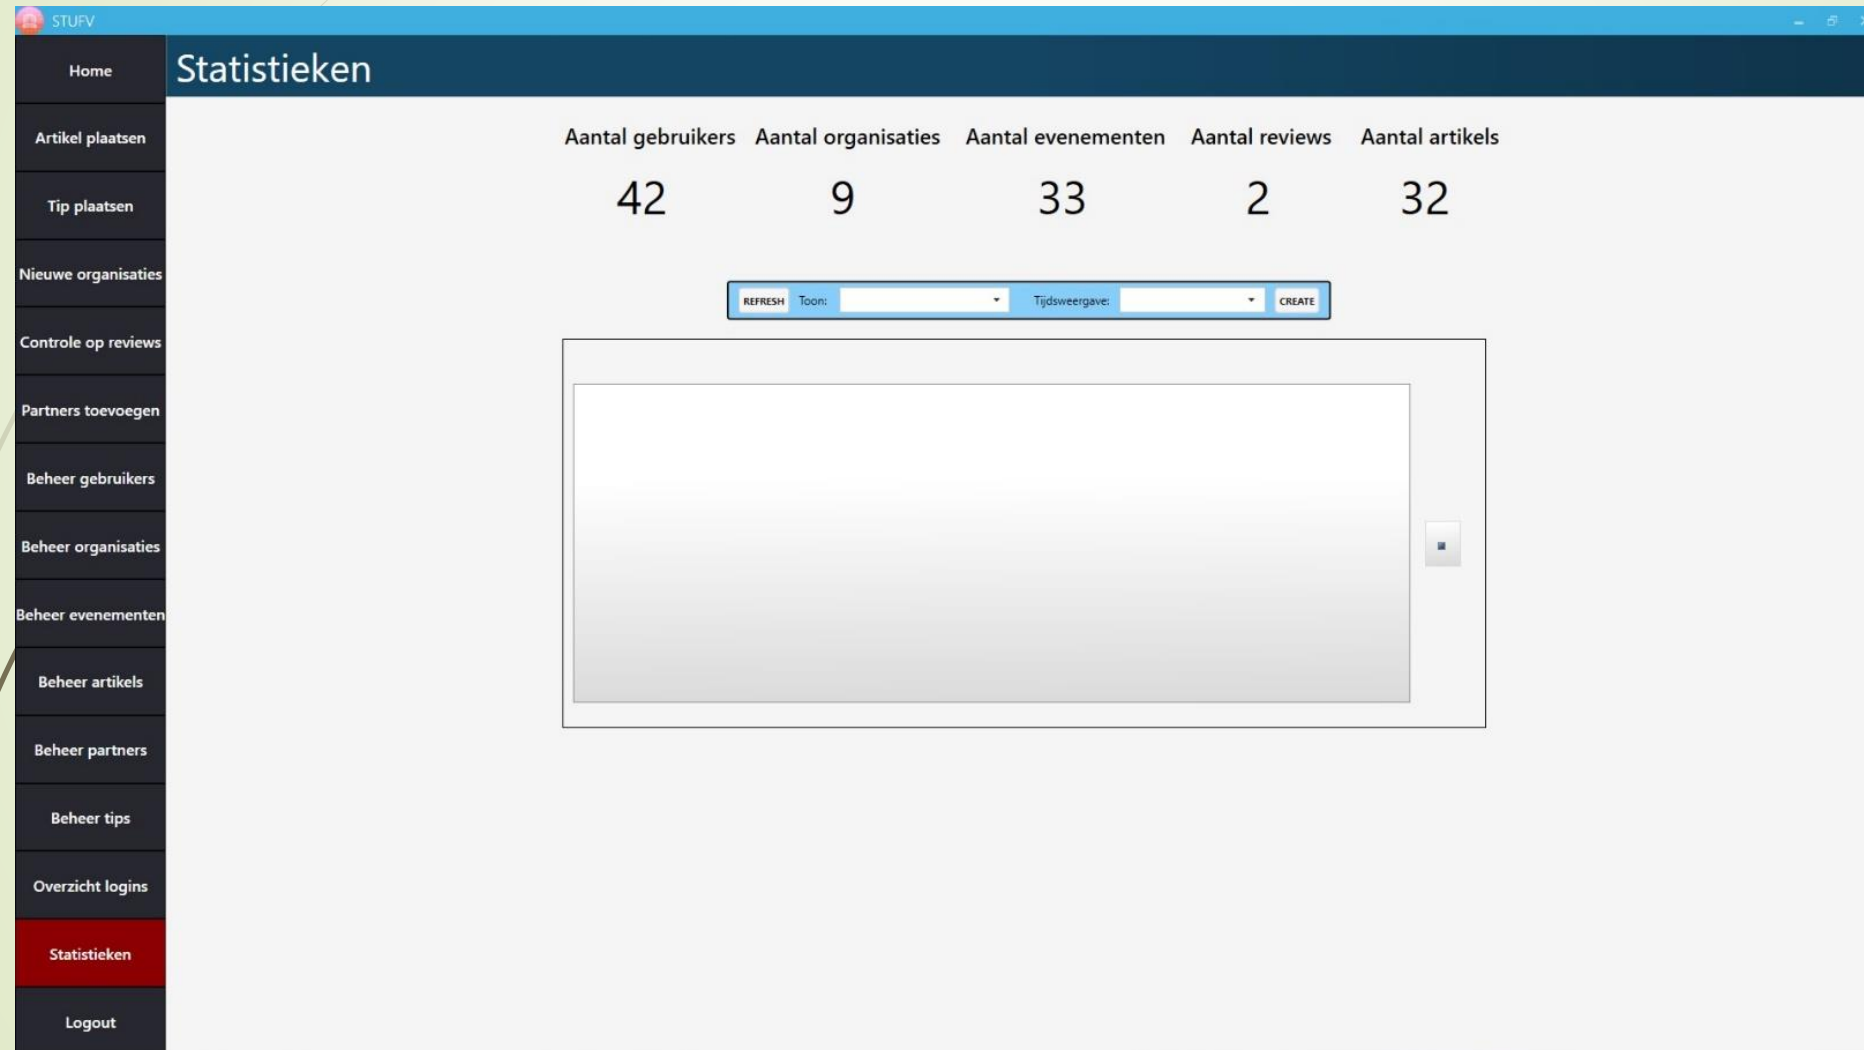 STUFV
Home
Artikel plaatsen
Tip plaatsen
Nieuwe organisaties
Controle op reviews
Partners toevoegen
Beheer gebruikers
Beheer organisaties
Beheer evenementen
Beheer artikels
Beheer partners
Beheer tips
Overzicht logins
Statistieken
Logout
Statistieken
Aantal gebruikers Aantal organisaties Aantal evenementen Aantal reviews Aantal artikels
42 9 33 2 32
REFRESH Toon: Tijdsweergave: CREATE